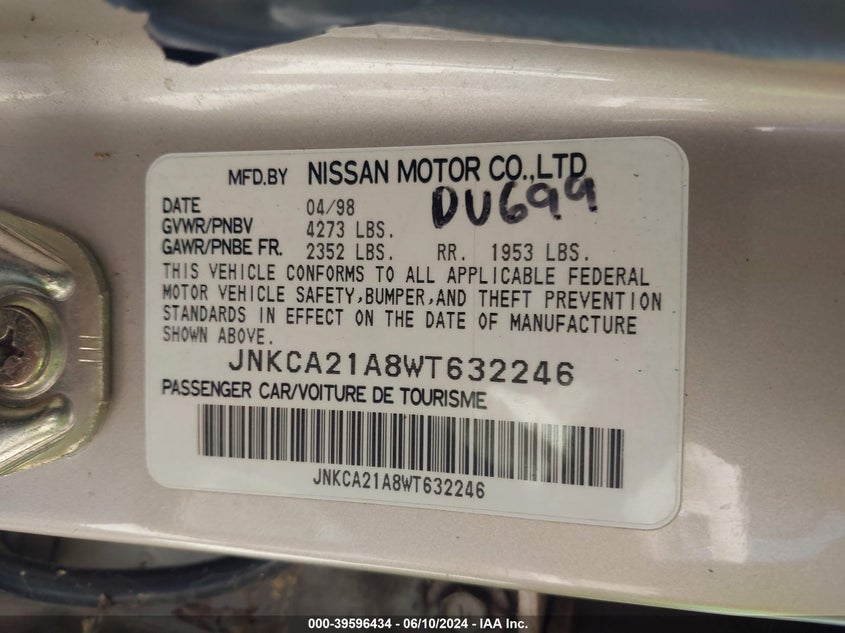 MFD.BY NISSAN MOTOR CO.,LTD
DU699
DATE 04/98
GVWR/PNBV 4273 LBS.
GAWR/PNBE FR. 2352 LBS. RR. 1953 LBS.
THIS VEHICLE CONFORMS TO ALL APPLICABLE FEDERAL
MOTOR VEHICLE SAFETY,BUMPER,AND THEFT PREVENTION
STANDARDS IN EFFECT ON THE DATE OF MANUFACTURE
SHOWN ABOVE.
JNKCA21A8WT632246
PASSENGER CAR/VOITURE DE TOURISME
JNKCA21A8WT632246
000-39596434 - 06/10/2024 - IAA Inc.